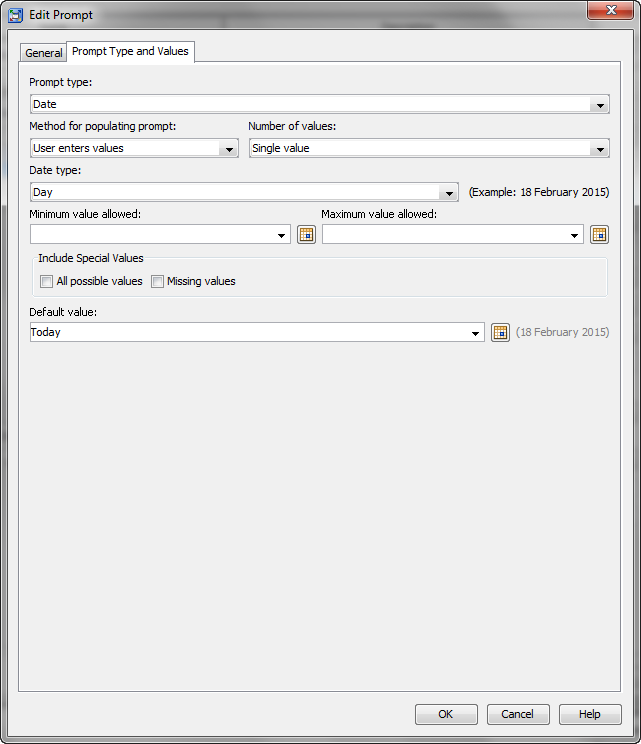 Edit Prompt
General Prompt Type and Values
Prompt type:
Date
Method for populating prompt: Number of values:
User enters values Single value
Date type:
Day (Example: 18 February 2015)
Minimum value allowed: Maximum value allowed:
Include Special Values
All possible values Missing values
Default value:
Today (18 February 2015)
OK Cancel Help